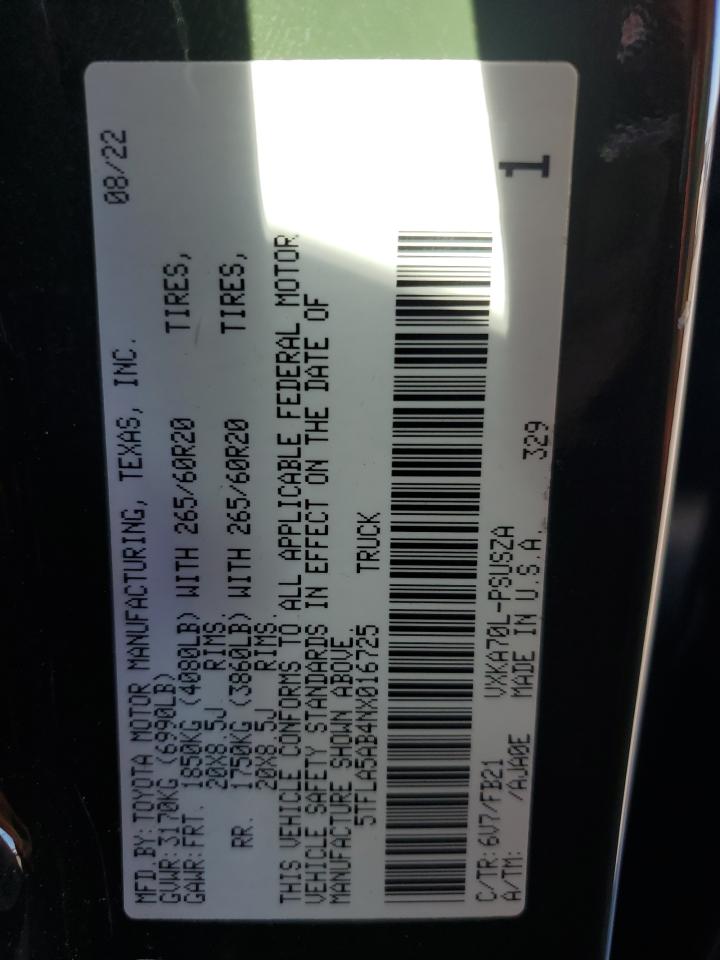 08/22
MFD.BY:TOYOTA MOTOR MANUFACTURING, TEXAS, INC.
GVWR:3170KG (6990LB)
GAWR:FRT. 1850KG (4080LB) WITH 265/60R20 TIRES,
20X8.5J RIMS.
RR. 1750KG (3860LB) WITH 265/60R20 TIRES,
20X8.5J RIMS.
THIS VEHICLE CONFORMS TO ALL APPLICABLE FEDERAL MOTOR
VEHICLE SAFETY STANDARDS IN EFFECT ON THE DATE OF
MANUFACTURE SHOWN ABOVE.
5TFLA5AB4NX016725 TRUCK
C/TR:6V7/FB21 VXKA70L-PSUSZA
A/TM: /AJA0E MADE IN U.S.A. 329
1